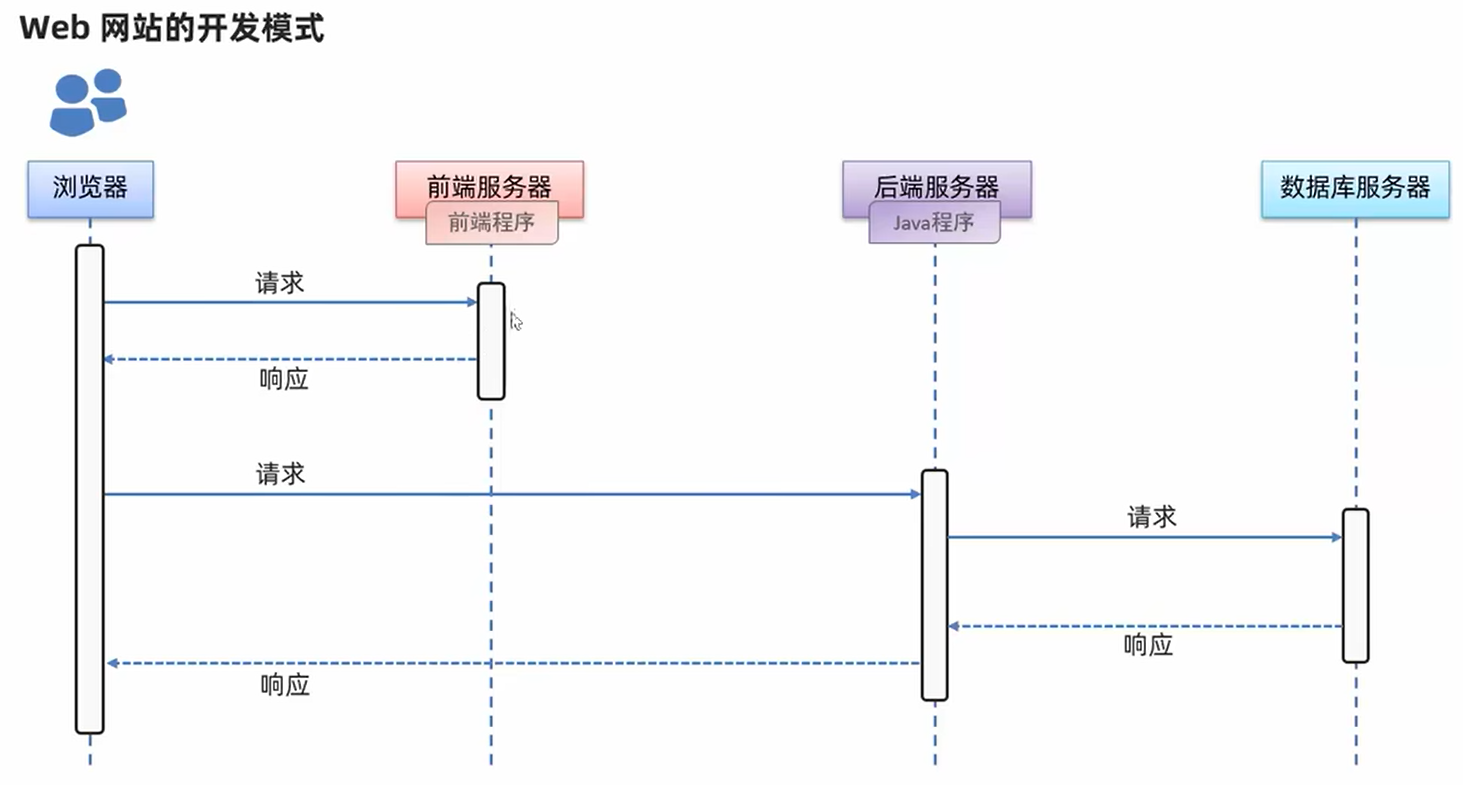 Web 网站的开发模式
浏览器
前端服务器
前端程序
后端服务器
Java程序
数据库服务器
请求
响应
请求
请求
响应
响应